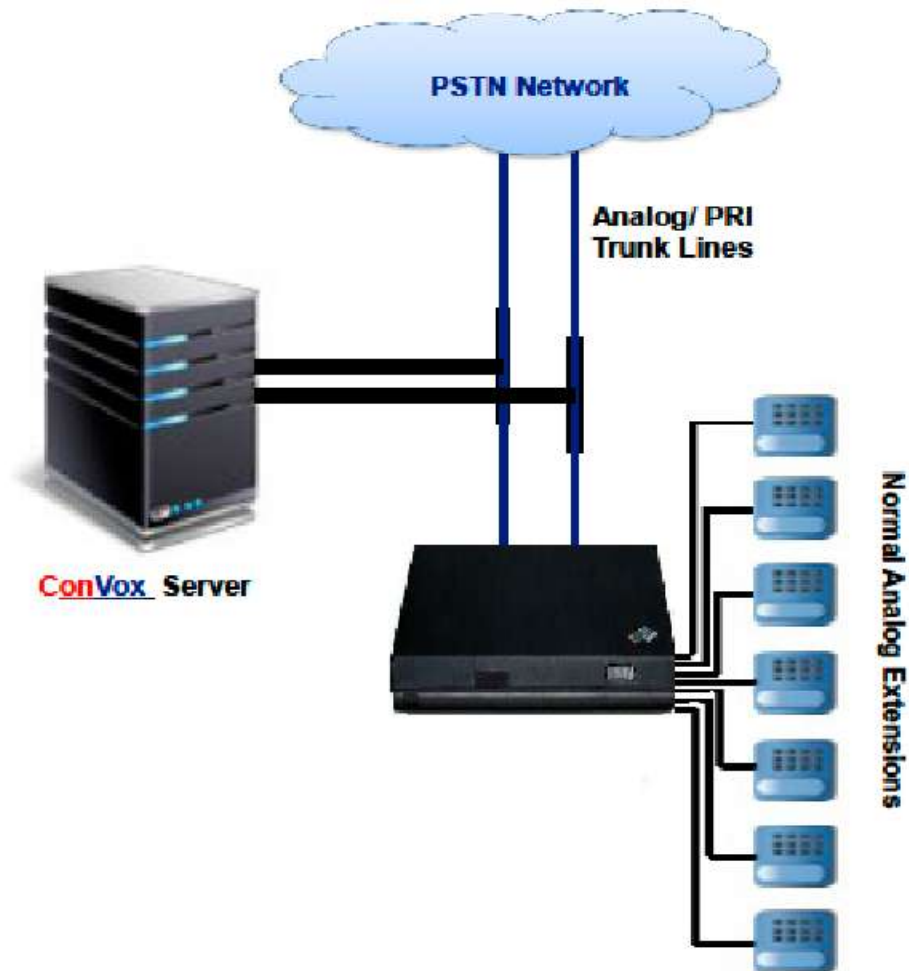 PSTN Network
Analog/ PRI
Trunk Lines
ConVox Server
Normal Analog Extensions